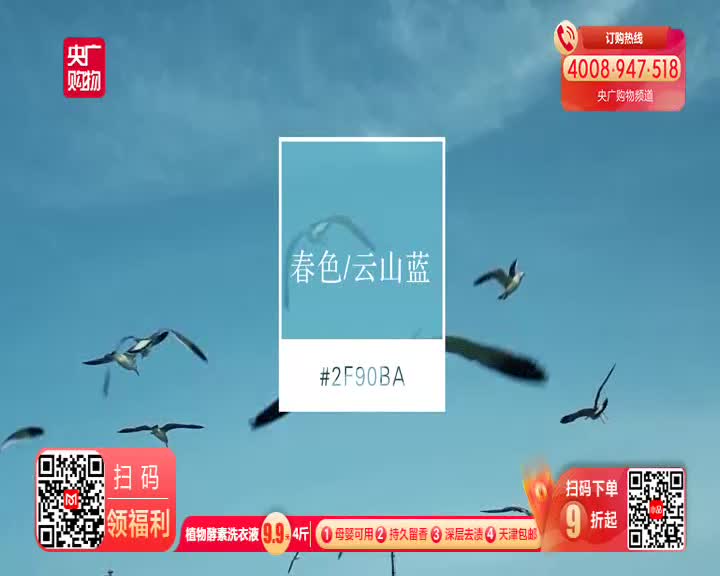 央广
购物
订购热线
4008·947·518
央广购物频道
春色/云山蓝
#2F90BA
扫码
领福利
植物酵素洗衣液 9.9元 4斤 1 母婴可用 2 持久留香 3 深层去渍 4 天津包邮
扫码下单
9折起